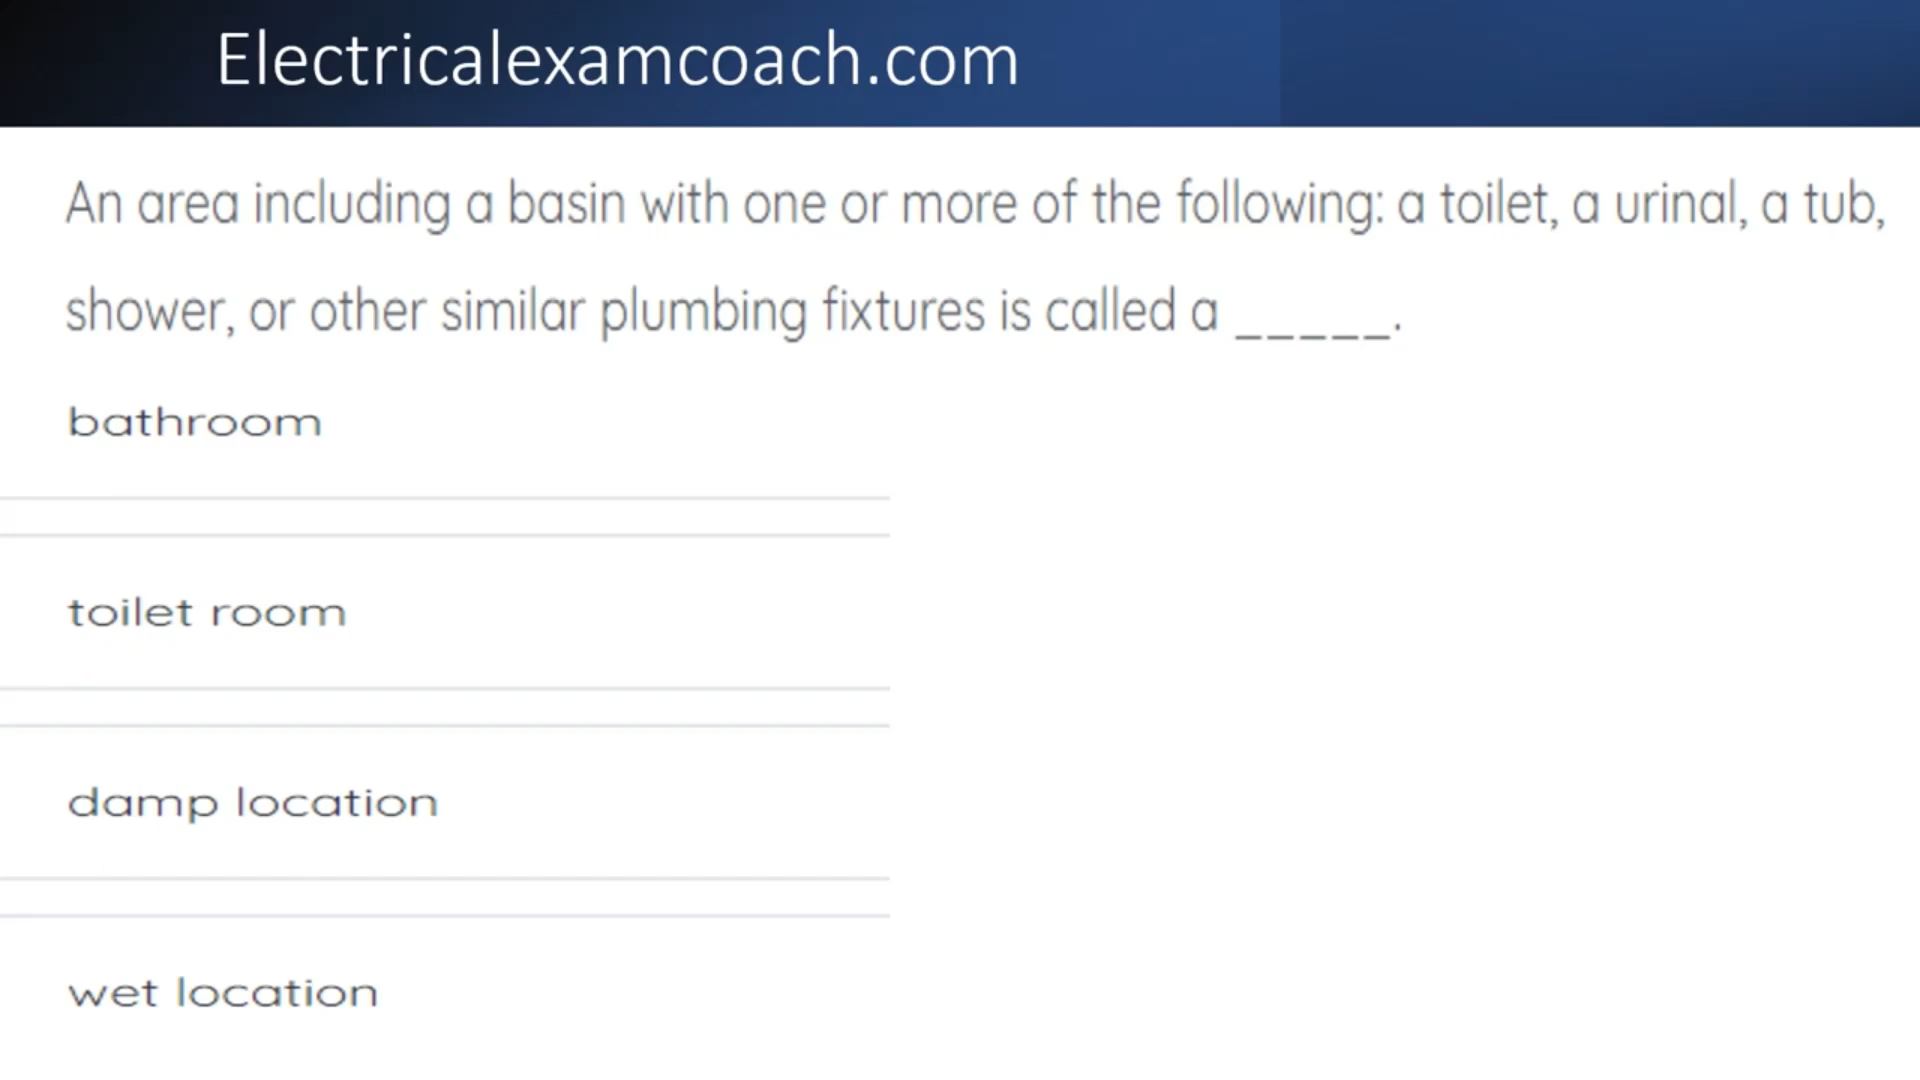 Electricalexamcoach.com
An area including a basin with one or more of the following: a toilet, a urinal, a tub,
shower, or other similar plumbing fixtures is called a _____.
bathroom
toilet room
damp location
wet location